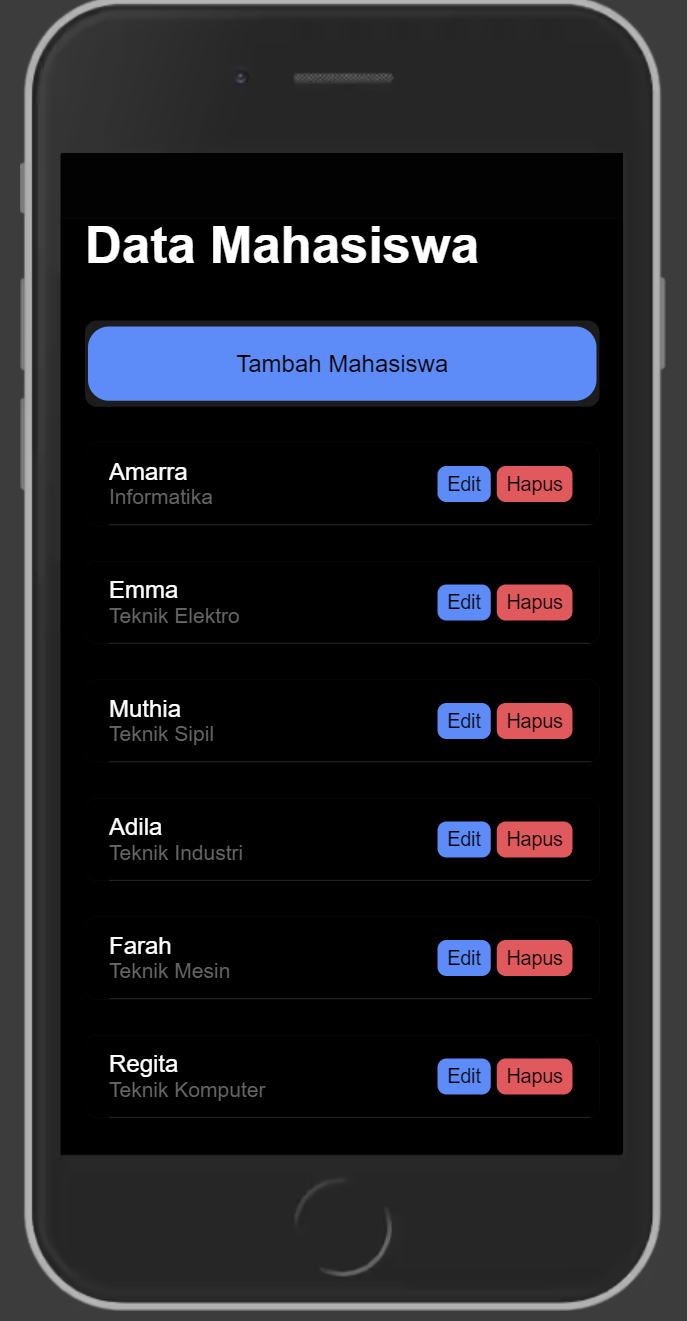 Data Mahasiswa
Tambah Mahasiswa
Amarra
Informatika
Edit Hapus
Emma
Teknik Elektro
Edit Hapus
Muthia
Teknik Sipil
Edit Hapus
Adila
Teknik Industri
Edit Hapus
Farah
Teknik Mesin
Edit Hapus
Regita
Teknik Komputer
Edit Hapus